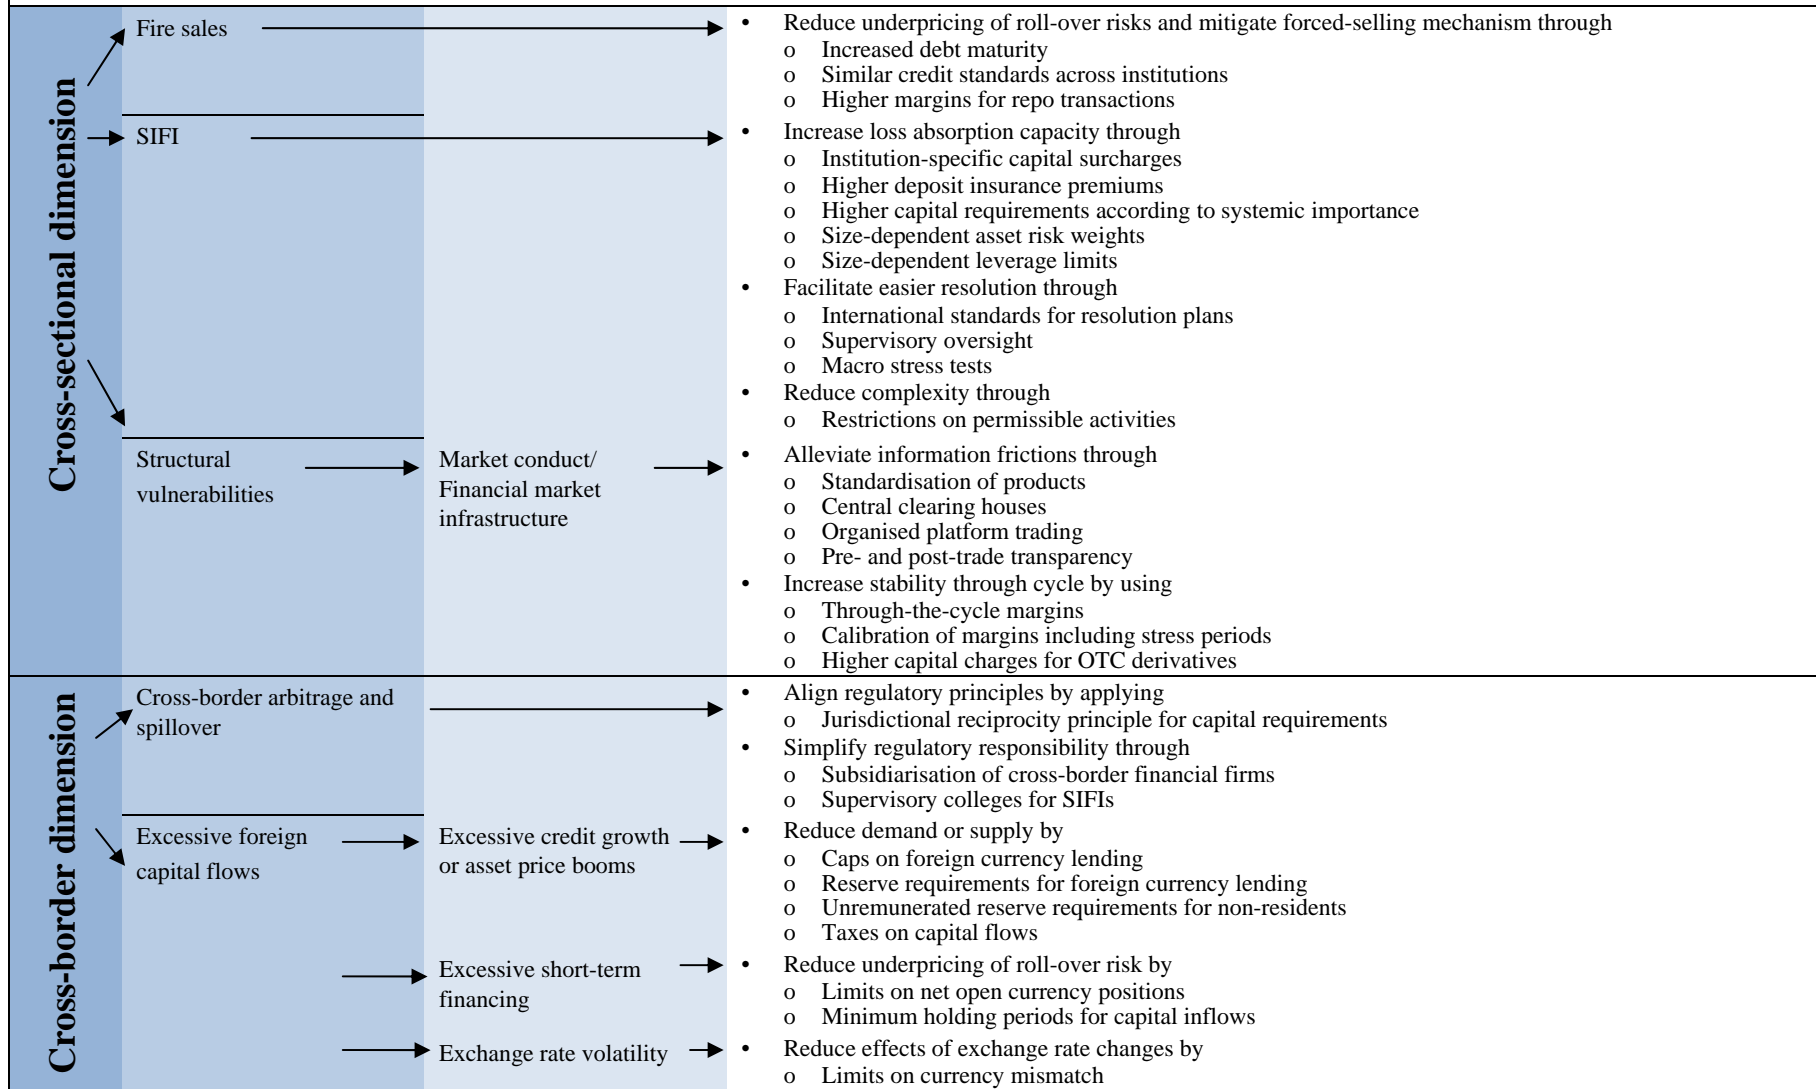 Cross-sectional dimension
Fire sales
• Reduce underpricing of roll-over risks and mitigate forced-selling mechanism through
o Increased debt maturity
o Similar credit standards across institutions
o Higher margins for repo transactions
SIFI
• Increase loss absorption capacity through
o Institution-specific capital surcharges
o Higher deposit insurance premiums
o Higher capital requirements according to systemic importance
o Size-dependent asset risk weights
o Size-dependent leverage limits
• Facilitate easier resolution through
o International standards for resolution plans
o Supervisory oversight
o Macro stress tests
• Reduce complexity through
o Restrictions on permissible activities
Structural
vulnerabilities
Market conduct/
Financial market
infrastructure
• Alleviate information frictions through
o Standardisation of products
o Central clearing houses
o Organised platform trading
o Pre- and post-trade transparency
• Increase stability through cycle by using
o Through-the-cycle margins
o Calibration of margins including stress periods
o Higher capital charges for OTC derivatives
Cross-border dimension
Cross-border arbitrage and
spillover
• Align regulatory principles by applying
o Jurisdictional reciprocity principle for capital requirements
• Simplify regulatory responsibility through
o Subsidiarisation of cross-border financial firms
o Supervisory colleges for SIFIs
Excessive foreign
capital flows
Excessive credit growth
or asset price booms
• Reduce demand or supply by
o Caps on foreign currency lending
o Reserve requirements for foreign currency lending
o Unremunerated reserve requirements for non-residents
o Taxes on capital flows
Excessive short-term
financing
• Reduce underpricing of roll-over risk by
o Limits on net open currency positions
o Minimum holding periods for capital inflows
Exchange rate volatility
• Reduce effects of exchange rate changes by
o Limits on currency mismatch